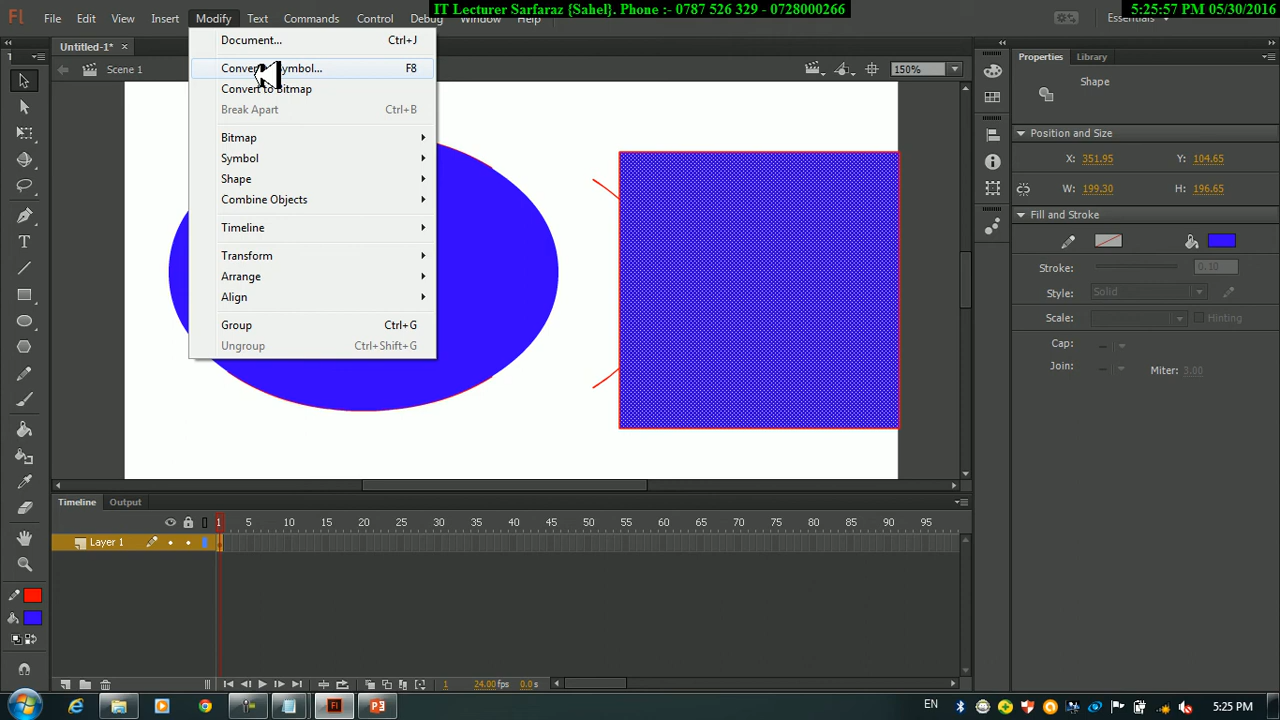 IT Lecturer Sarfaraz {Sahel}. Phone :- 0787 526 329 - 0728000266
5:25:57 PM 05/30/2016
Fl File Edit View Insert Modify Text Commands Control Debug Window Help Essentials
Untitled-1*
Scene 1
150%
Document... Ctrl+J
F8
Convert to Bitmap
Break Apart Ctrl+B
Bitmap
Symbol
Shape
Combine Objects
Timeline
Transform
Arrange
Align
Group Ctrl+G
Ungroup Ctrl+Shift+G
Properties Library
Shape
Position and Size
X: 351.95 Y: 104.65
W: 199.30 H: 196.65
Fill and Stroke
Stroke: 0.10
Style: Solid
Scale: Hinting
Cap: -
Join: - Miter: 3.00
Timeline Output
1 5 10 15 20 25 30 35 40 45 50 55 60 65 70 75 80 85 90 95
Layer 1
1 24.00fps 0.0s
EN 5:25 PM